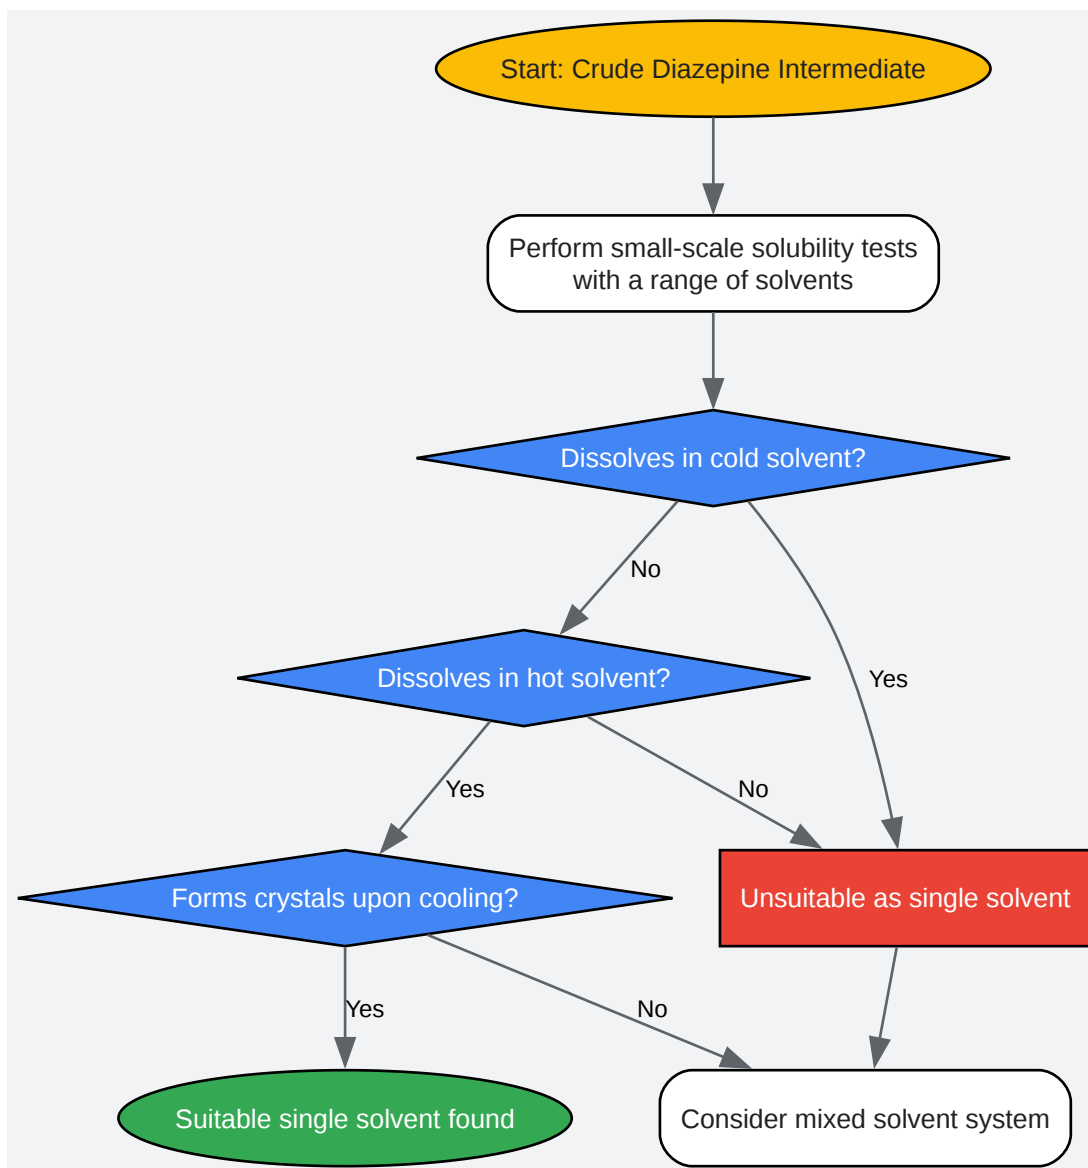 Start: Crude Diazepine Intermediate
Perform small-scale solubility tests
with a range of solvents
Dissolves in cold solvent?
No
Dissolves in hot solvent?
Yes
Yes
No
Forms crystals upon cooling?
Unsuitable as single solvent
Yes
No
Suitable single solvent found
Consider mixed solvent system